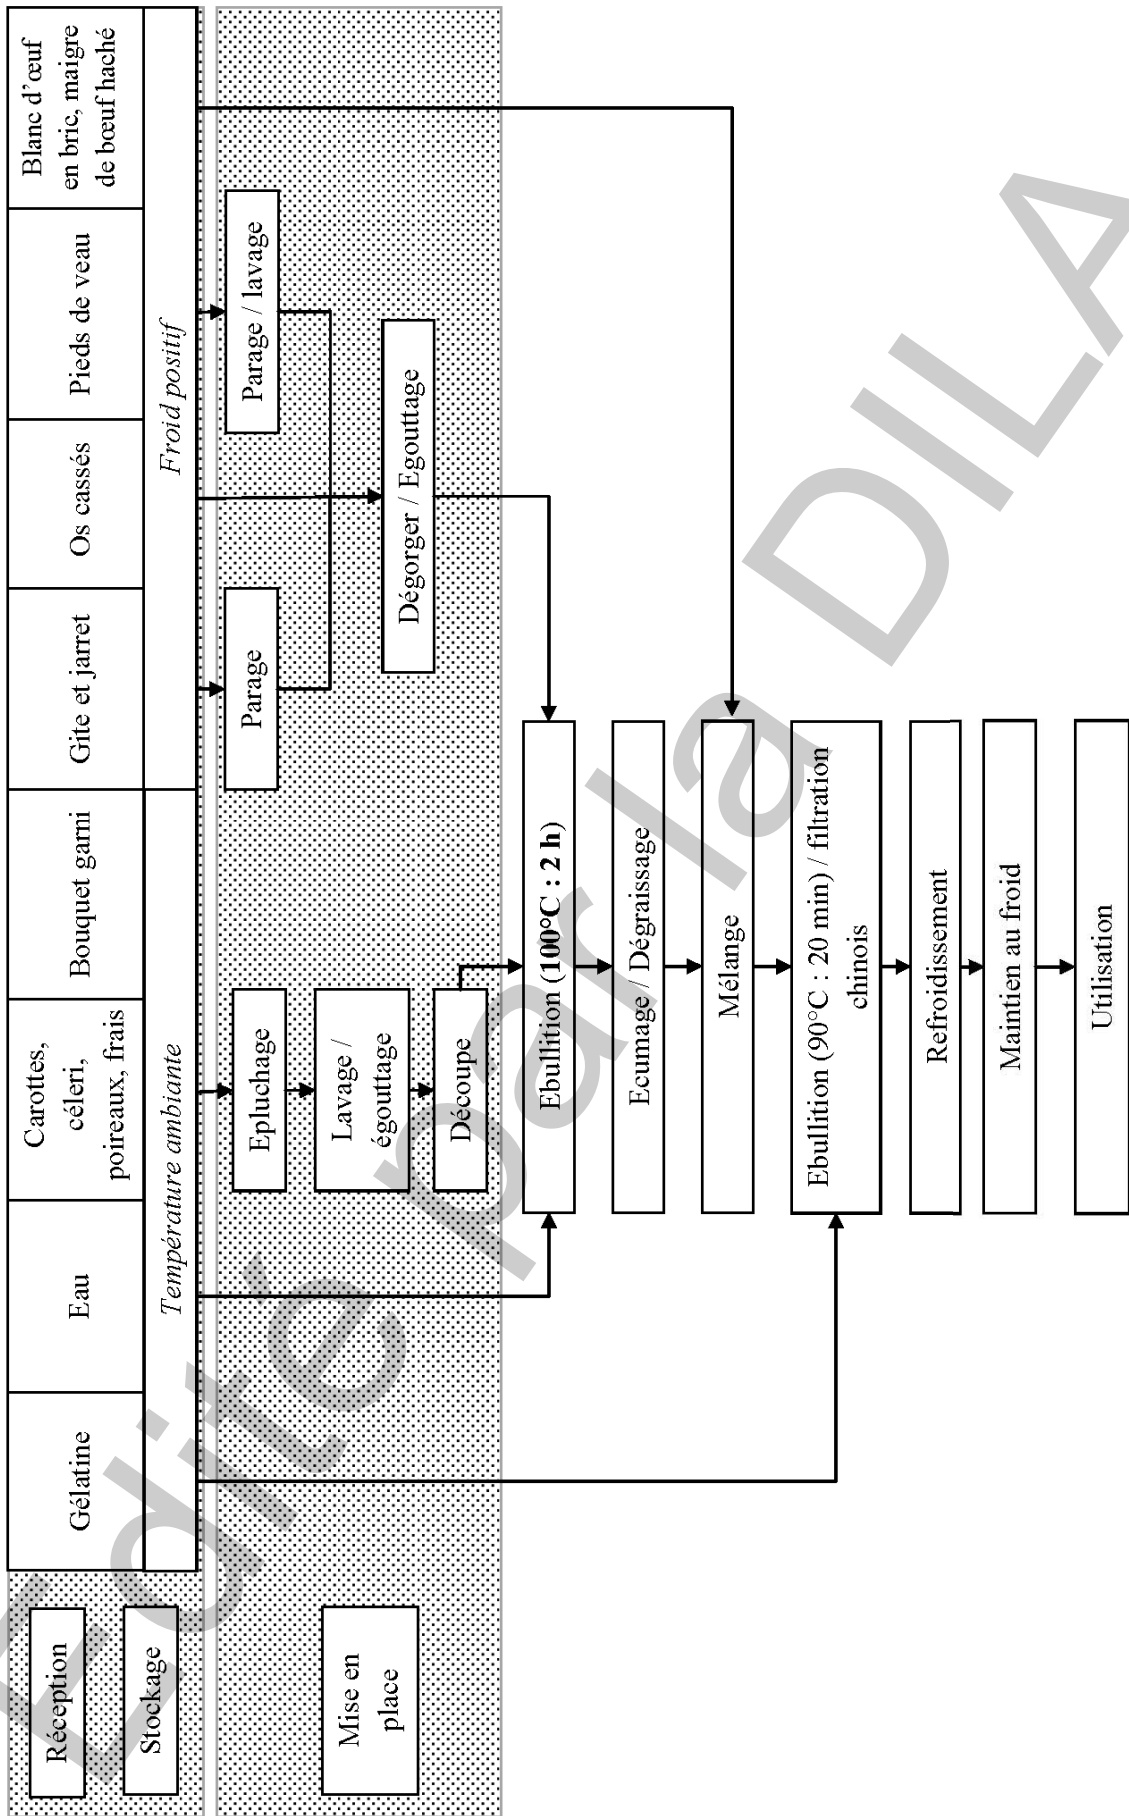 Réception
Gélatine
Eau
Carottes,
céleri,
poireaux, frais
Bouquet garni
Gite et jarret
Os cassés
Pieds de veau
Blanc d’œuf
en bric, maigre
de bœuf haché
Stockage
Température ambiante
Froid positif
Mise en
place
Epluchage
Parage
Parage / lavage
Lavage /
égouttage
Dégorger / Egouttage
Découpe
Ebullition (100°C : 2 h)
Ecumage / Dégraissage
Mélange
Ebullition (90°C : 20 min) / filtration
chinois
Refroidissement
Maintien au froid
Utilisation
Edité par la DILA